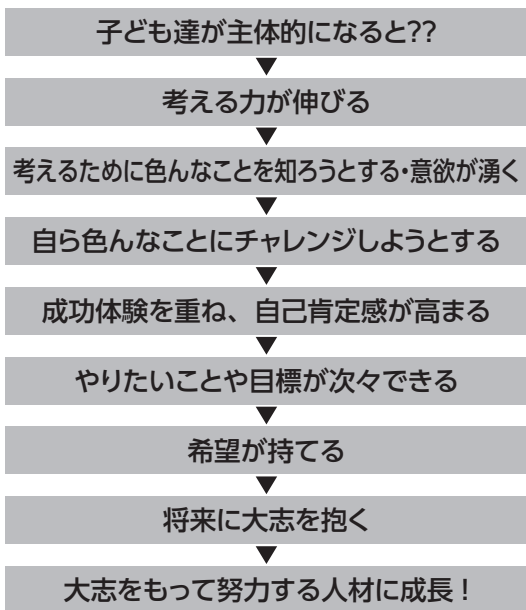 子ども達が主体的になると??
▼
考える力が伸びる
▼
考えるために色んなことを知ろうとする・意欲が湧く
▼
自ら色んなことにチャレンジしようとする
▼
成功体験を重ね、自己肯定感が高まる
▼
やりたいことや目標が次々できる
▼
希望が持てる
▼
将来に大志を抱く
▼
大志をもって努力する人材に成長！